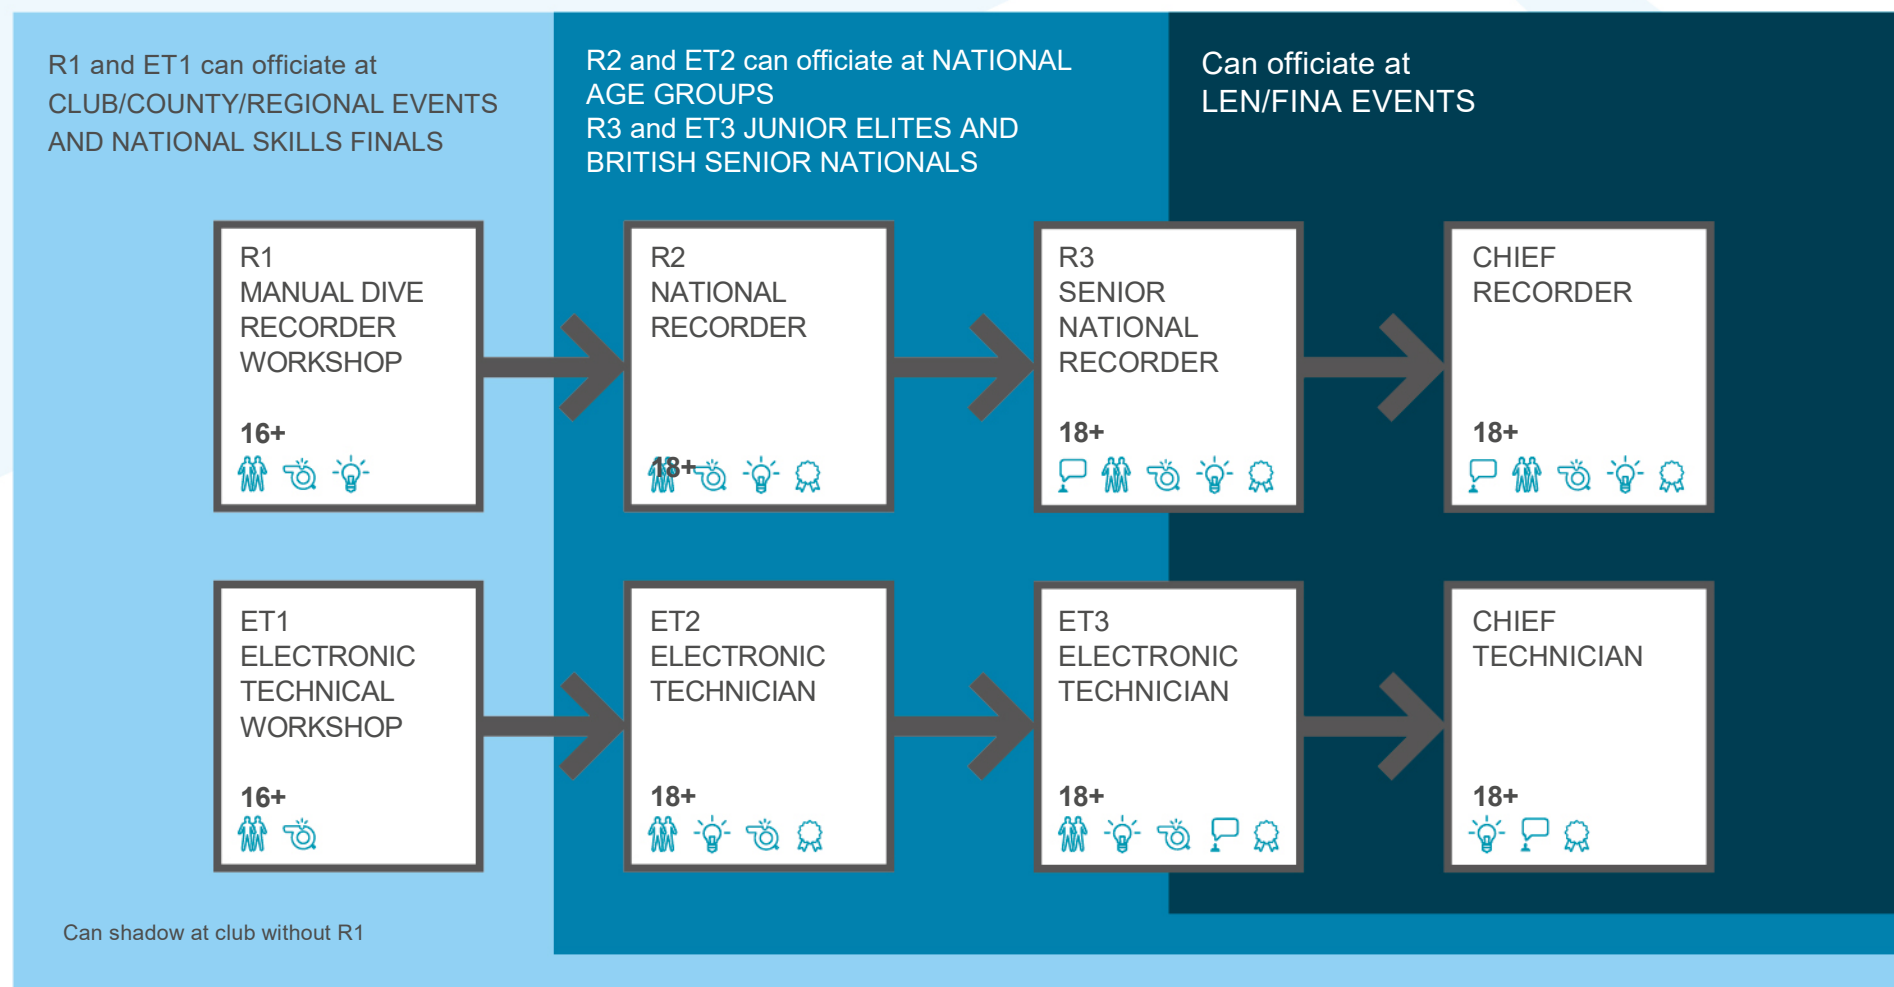 R1 and ET1 can officiate at
CLUB/COUNTY/REGIONAL EVENTS
AND NATIONAL SKILLS FINALS
R2 and ET2 can officiate at NATIONAL
AGE GROUPS
R3 and ET3 JUNIOR ELITES AND
BRITISH SENIOR NATIONALS
Can officiate at
LEN/FINA EVENTS
R1
MANUAL DIVE
RECORDER
WORKSHOP
16+
R2
NATIONAL
RECORDER
18+
R3
SENIOR
NATIONAL
RECORDER
18+
CHIEF
RECORDER
18+
ET1
ELECTRONIC
TECHNICAL
WORKSHOP
16+
ET2
ELECTRONIC
TECHNICIAN
18+
ET3
ELECTRONIC
TECHNICIAN
18+
CHIEF
TECHNICIAN
18+
Can shadow at club without R1